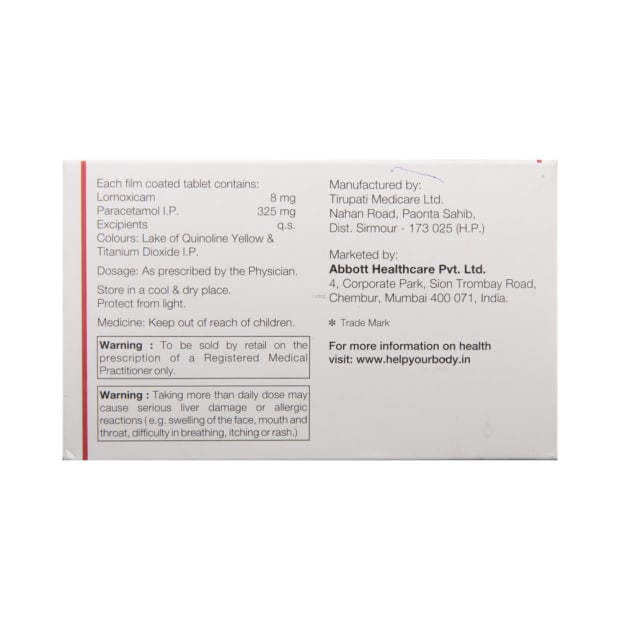 Each film coated tablet contains:
Lornoxicam 8 mg
Paracetamol I.P. 325 mg
Excipients q.s.
Colours: Lake of Quinoline Yellow &
Titanium Dioxide I.P.
Dosage: As prescribed by the Physician.
Store in a cool & dry place.
Protect from light.
Medicine: Keep out of reach of children.
Warning : To be sold by retail on the
prescription of a Registered Medical
Practitioner only.
Warning : Taking more than daily dose may
cause serious liver damage or allergic
reactions ( e.g. swelling of the face, mouth and
throat, difficulty in breathing, itching or rash.)
Manufactured by:
Tirupati Medicare Ltd.
Nahan Road, Paonta Sahib,
Dist. Sirmour - 173 025 (H.P.)
Marketed by:
Abbott Healthcare Pvt. Ltd.
4, Corporate Park, Sion Trombay Road,
Chembur, Mumbai 400 071, India.
✻ Trade Mark
For more information on health
visit: www.helpyourbody.in